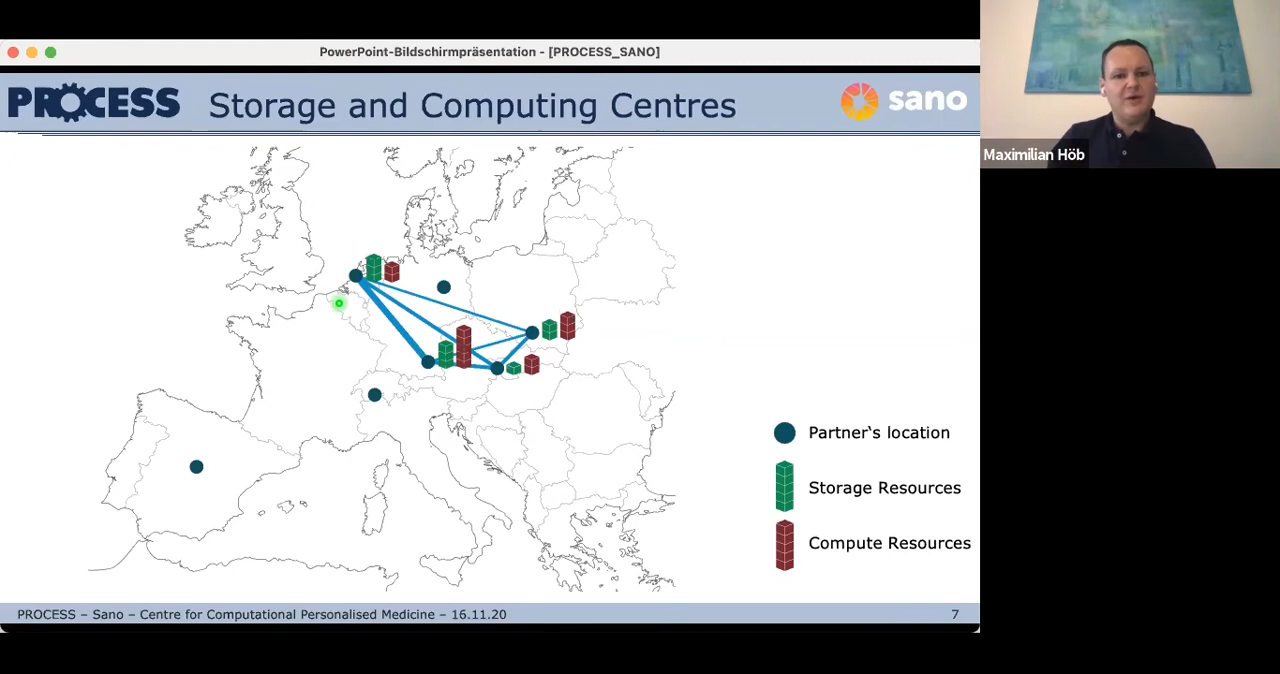 PowerPoint-Bildschirmpräsentation - [PROCESS_SANO]
PROCESS
Storage and Computing Centres
sano
Maximilian Höb
Partner‘s location
Storage Resources
Compute Resources
PROCESS – Sano – Centre for Computational Personalised Medicine – 16.11.20
7